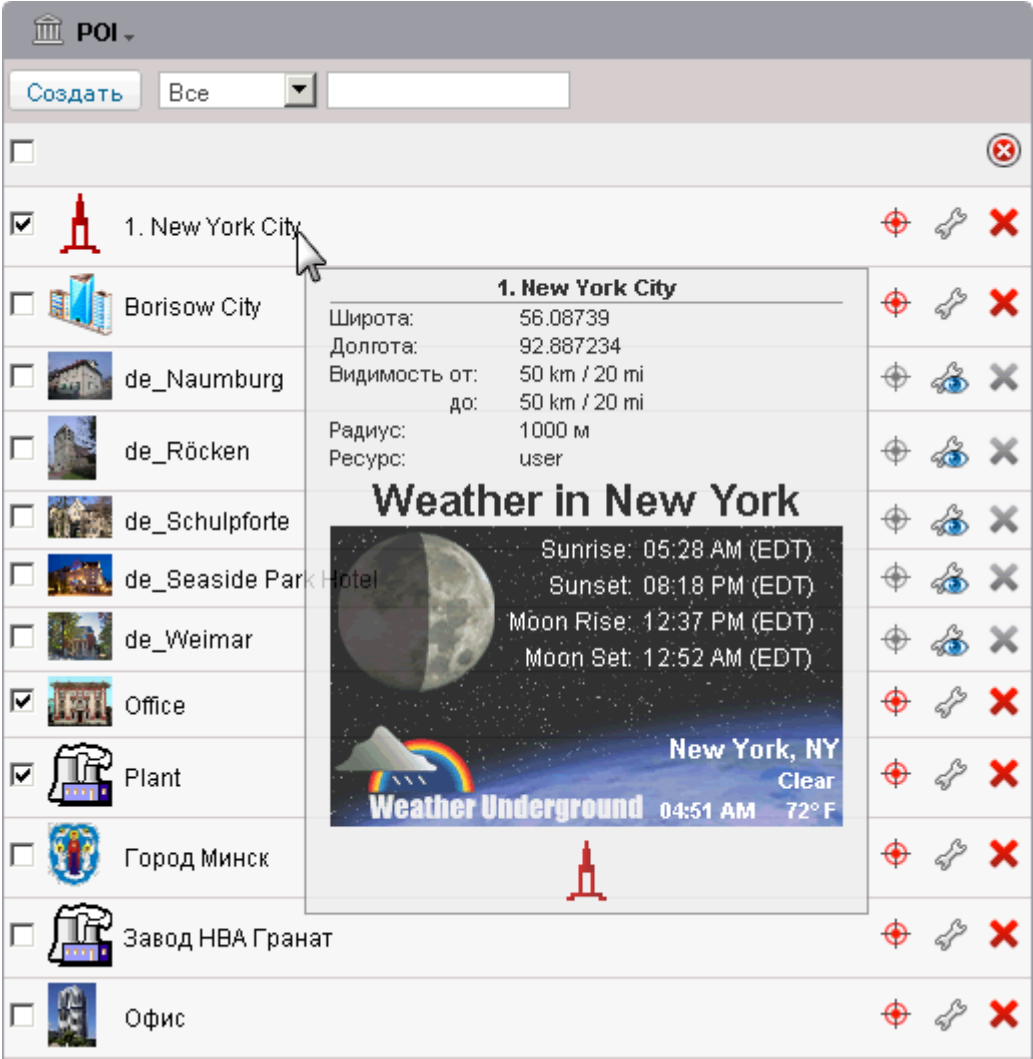 POI
Создать
Все
1. New York City
Borisow City
de_Naumburg
de_Röcken
de_Schulpforte
de_Seaside Park Hotel
de_Weimar
Office
Plant
Город Минск
Завод НВА Гранат
Офис
1. New York City
Широта: 56.08739
Долгота: 92.887234
Видимость от: 50 km / 20 mi
до: 50 km / 20 mi
Радиус: 1000 м
Ресурс: user
Weather in New York
Sunrise: 05:28 AM (EDT)
Sunset: 08:18 PM (EDT)
Moon Rise: 12:37 PM (EDT)
Moon Set: 12:52 AM (EDT)
New York, NY
Clear
Weather Underground 04:51 AM 72° F